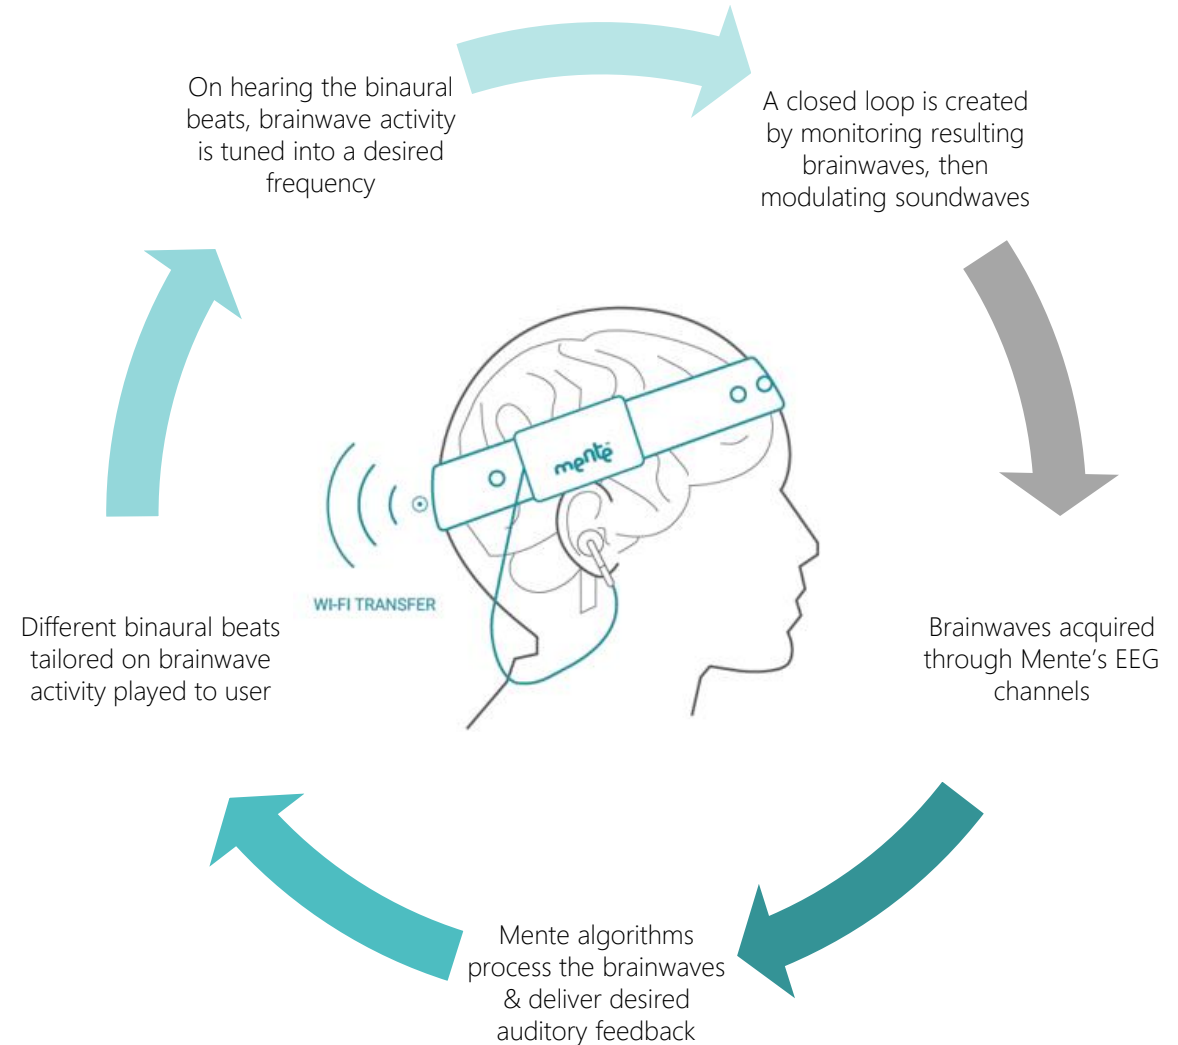 On hearing the binaural
beats, brainwave activity
is tuned into a desired
frequency
A closed loop is created
by monitoring resulting
brainwaves, then
modulating soundwaves
mente
WI-FI TRANSFER
Different binaural beats
tailored on brainwave
activity played to user
Brainwaves acquired
through Mente’s EEG
channels
Mente algorithms
process the brainwaves
& deliver desired
auditory feedback